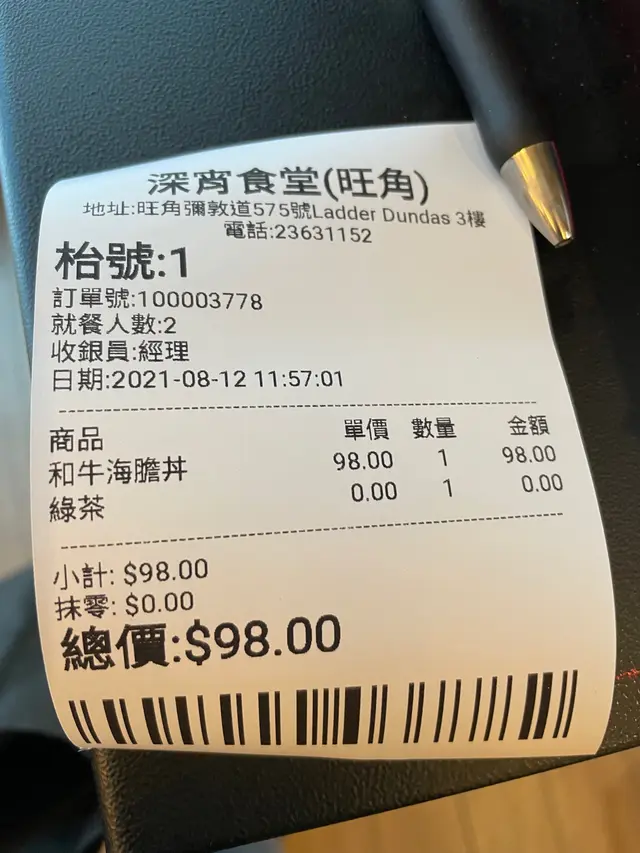 深宵食堂(旺角)
地址:旺角彌敦道575號Ladder Dundas 3樓
電話:23631152
枱號:1
訂單號:100003778
就餐人數:2
收銀員:經理
日期:2021-08-12 11:57:01
商品 單價 數量 金額
和牛海膽丼 98.00 1 98.00
綠茶 0.00 1 0.00
小計: $98.00
抹零: $0.00
總價:$98.00